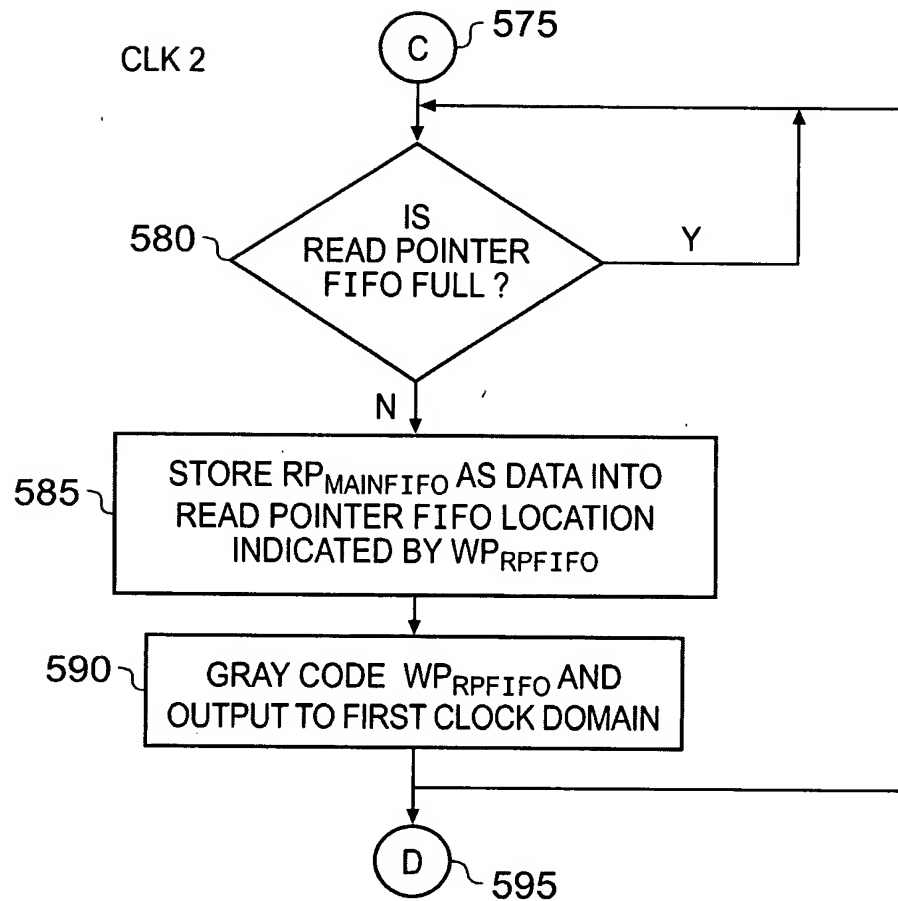 CLK 2
C
575
580
IS
READ POINTER
FIFO FULL ?
Y
N
585
STORE RPMAINFIFO AS DATA INTO
READ POINTER FIFO LOCATION
INDICATED BY WPRPFIFO
590
GRAY CODE WPRPFIFO AND
OUTPUT TO FIRST CLOCK DOMAIN
D
595